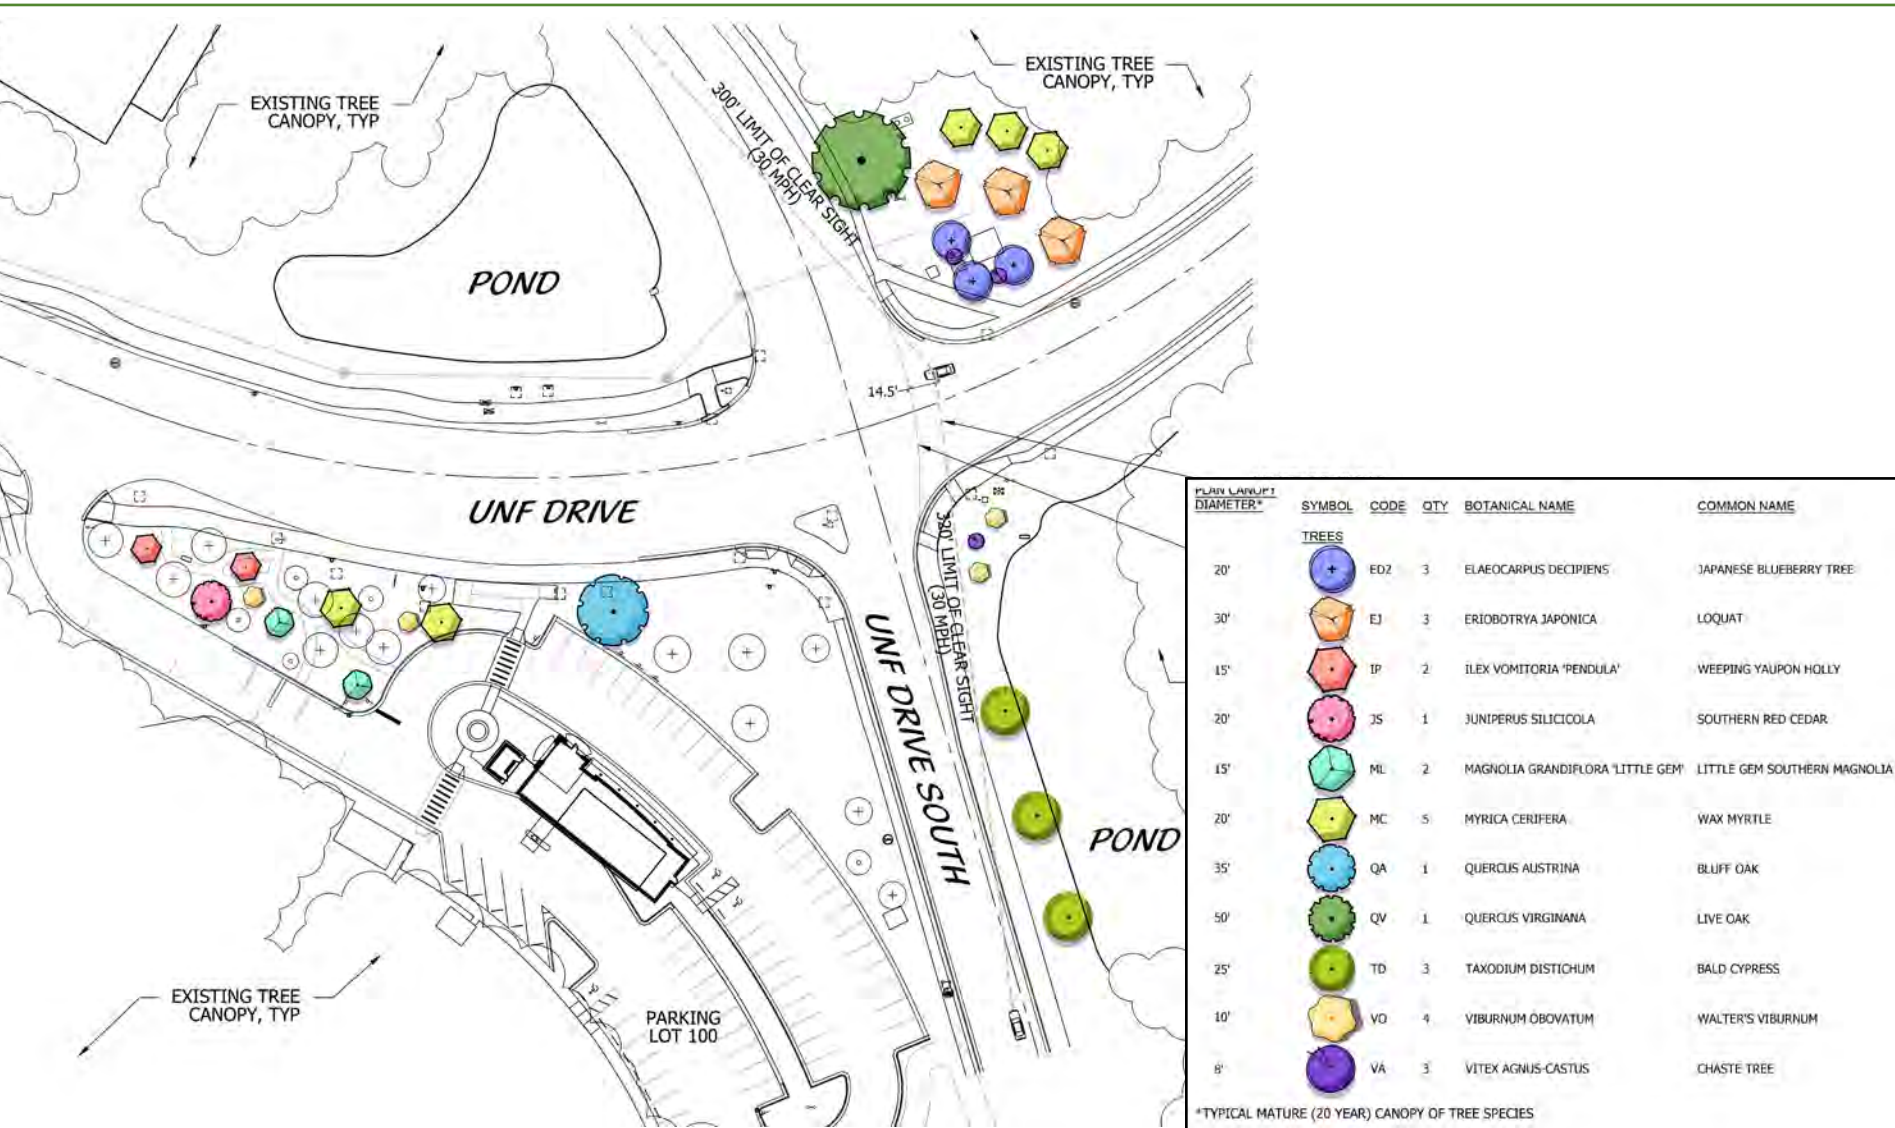 EXISTING TREE
CANOPY, TYP
EXISTING TREE
CANOPY, TYP
300' LIMIT OF CLEAR SIGHT
(30 MPH)
POND
14.5'
UNF DRIVE
320' LIMIT OF CLEAR SIGHT
(30 MPH)
UNF DRIVE SOUTH
POND
EXISTING TREE
CANOPY, TYP
PARKING
LOT 100
PLAN CANOPY
DIAMETER* SYMBOL CODE QTY BOTANICAL NAME COMMON NAME
TREES
20' ED2 3 ELAEOCARPUS DECIPIENS JAPANESE BLUEBERRY TREE
30' EJ 3 ERIOBOTRYA JAPONICA LOQUAT
15' IP 2 ILEX VOMITORIA 'PENDULA' WEEPING YAUPON HOLLY
20' JS 1 JUNIPERUS SILICICOLA SOUTHERN RED CEDAR
15' ML 2 MAGNOLIA GRANDIFLORA 'LITTLE GEM' LITTLE GEM SOUTHERN MAGNOLIA
20' MC 5 MYRICA CERIFERA WAX MYRTLE
35' QA 1 QUERCUS AUSTRINA BLUFF OAK
50' QV 1 QUERCUS VIRGINANA LIVE OAK
25' TD 3 TAXODIUM DISTICHUM BALD CYPRESS
10' VO 4 VIBURNUM OBOVATUM WALTER'S VIBURNUM
8' VA 3 VITEX AGNUS-CASTUS CHASTE TREE
*TYPICAL MATURE (20 YEAR) CANOPY OF TREE SPECIES